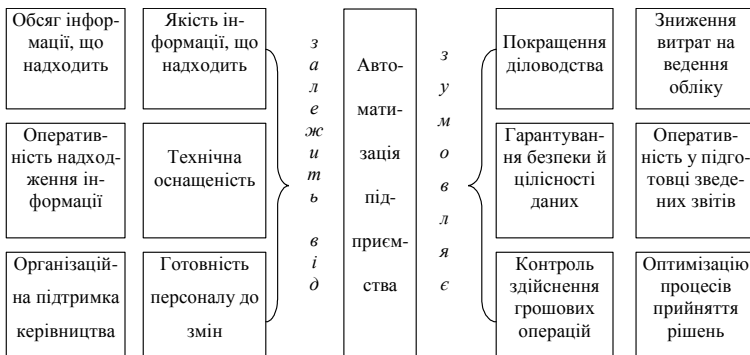 Обсяг інфор-
мації, що
надходить
Якість ін-
формації, що
надходить
Оператив-
ність надход-
ження ін-
формації
Технічна
оснащеність
Організацій-
на підтримка
керівництва
Готовність
персоналу до
змін
залежить від
Авто-
мати-
зація
під-
приєм-
ства
зумовляє
Покращення
діловодства
Зниження
витрат на
ведення
обліку
Гарантуван-
ня безпеки й
цілісності
даних
Оператив-
ність у підго-
товці зведе-
них звітів
Контроль
здійснення
грошових
операцій
Оптимізацію
процесів
прийняття
рішень